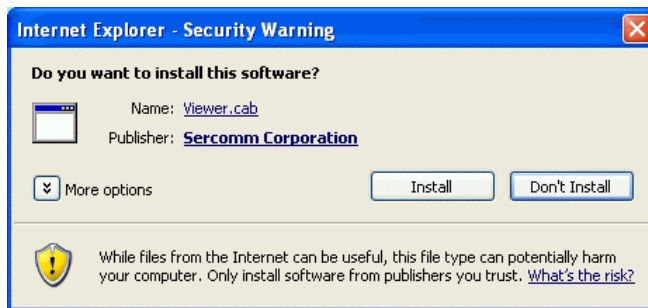 Internet Explorer - Security Warning
Do you want to install this software?
Name: Viewer.cab
Publisher: Sercomm Corporation
More options
Install
Don't Install
While files from the Internet can be useful, this file type can potentially harm
your computer. Only install software from publishers you trust. What's the risk?